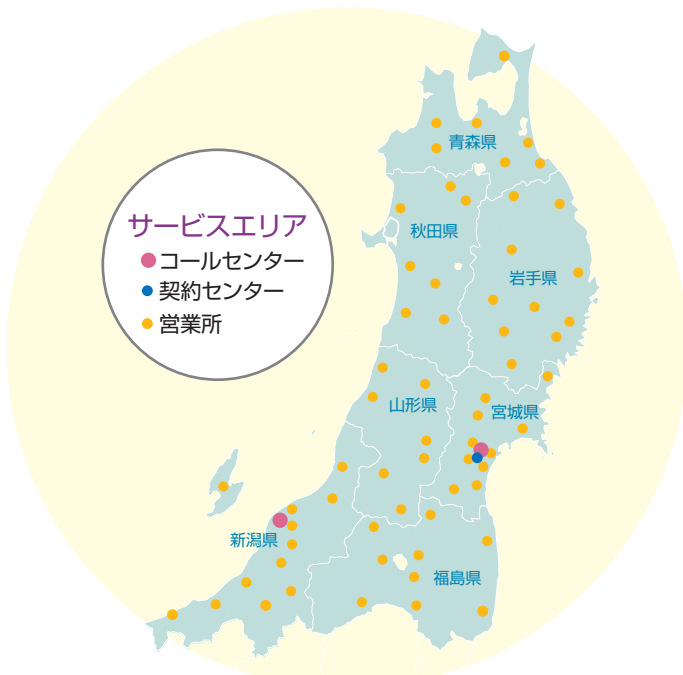 サービスエリア
コールセンター
契約センター
営業所
青森県
秋田県
岩手県
山形県
宮城県
新潟県
福島県